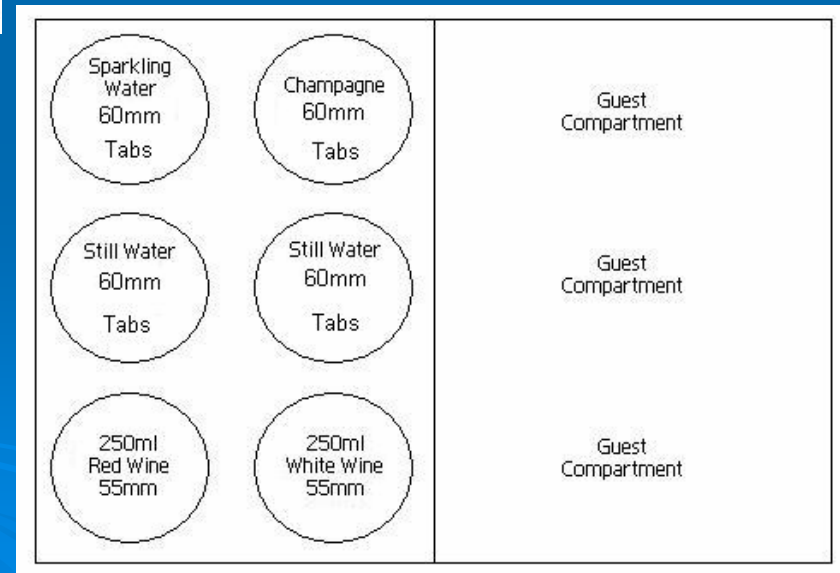 Sparkling
Water
60mm
Tabs
Champagne
60mm
Tabs
Guest
Compartment
Still Water
60mm
Tabs
Still Water
60mm
Tabs
Guest
Compartment
250ml
Red Wine
55mm
250ml
White Wine
55mm
Guest
Compartment